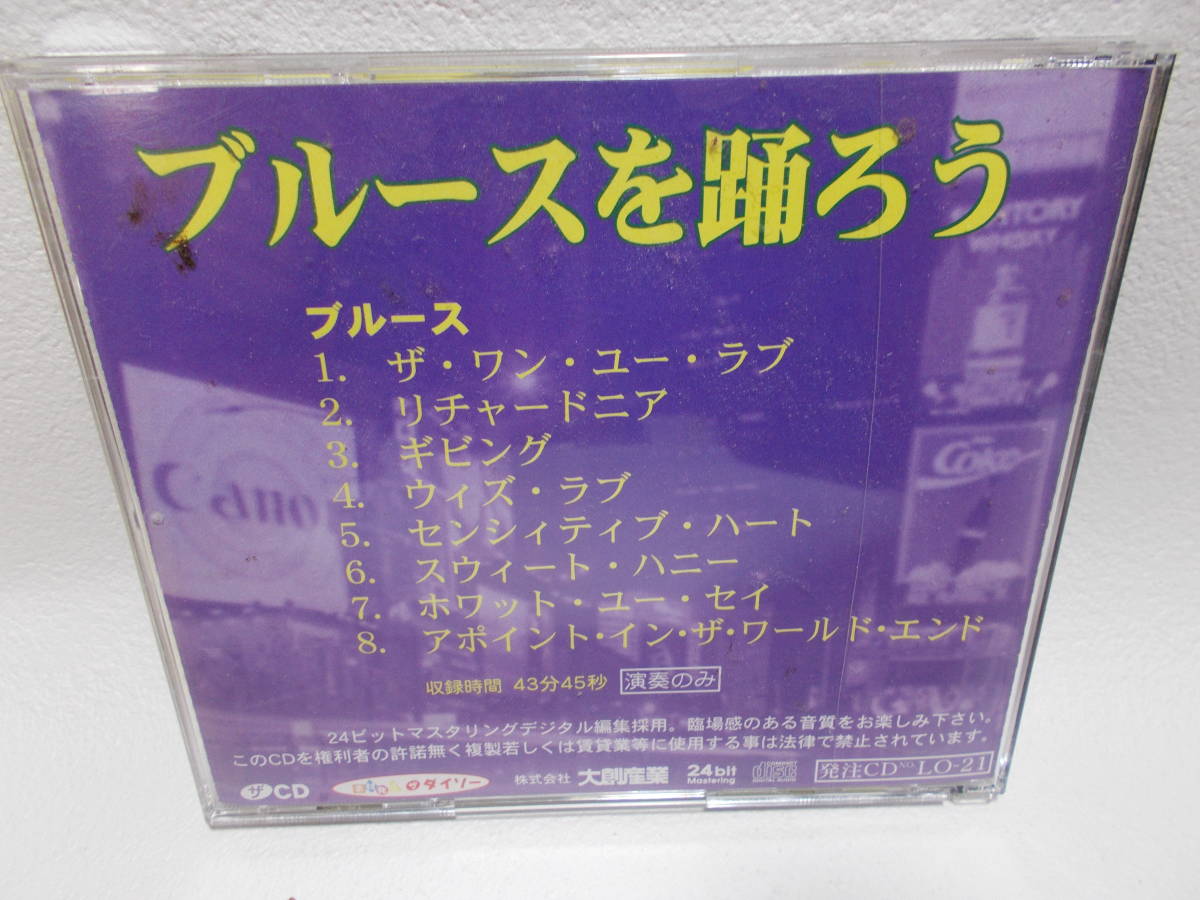 ブルースを踊ろう
ブルース
1. ザ・ワン・ユー・ラブ
2. リチャードニア
3. ギビング
4. ウィズ・ラブ
5. センシィティブ・ハート
6. スウィート・ハニー
7. ホワット・ユー・セイ
8. アポイント・イン・ザ・ワールド・エンド
収録時間 43分45秒 演奏のみ
24ビットマスタリングデジタル編集採用。臨場感のある音質をお楽しみ下さい。
このCDを権利者の許諾無く複製若しくは賃貸業等に使用する事は法律で禁止されています。
ザCD ザダイソー 株式会社 大創産業 24bit Mastering COMPACT disc DIGITAL AUDIO 発注CD NO. LO-21
WHISKY
Coke